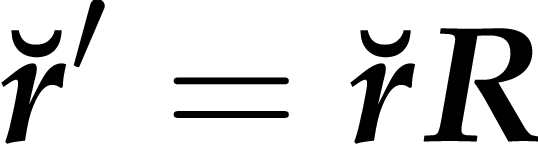 r̆′ = r̆R